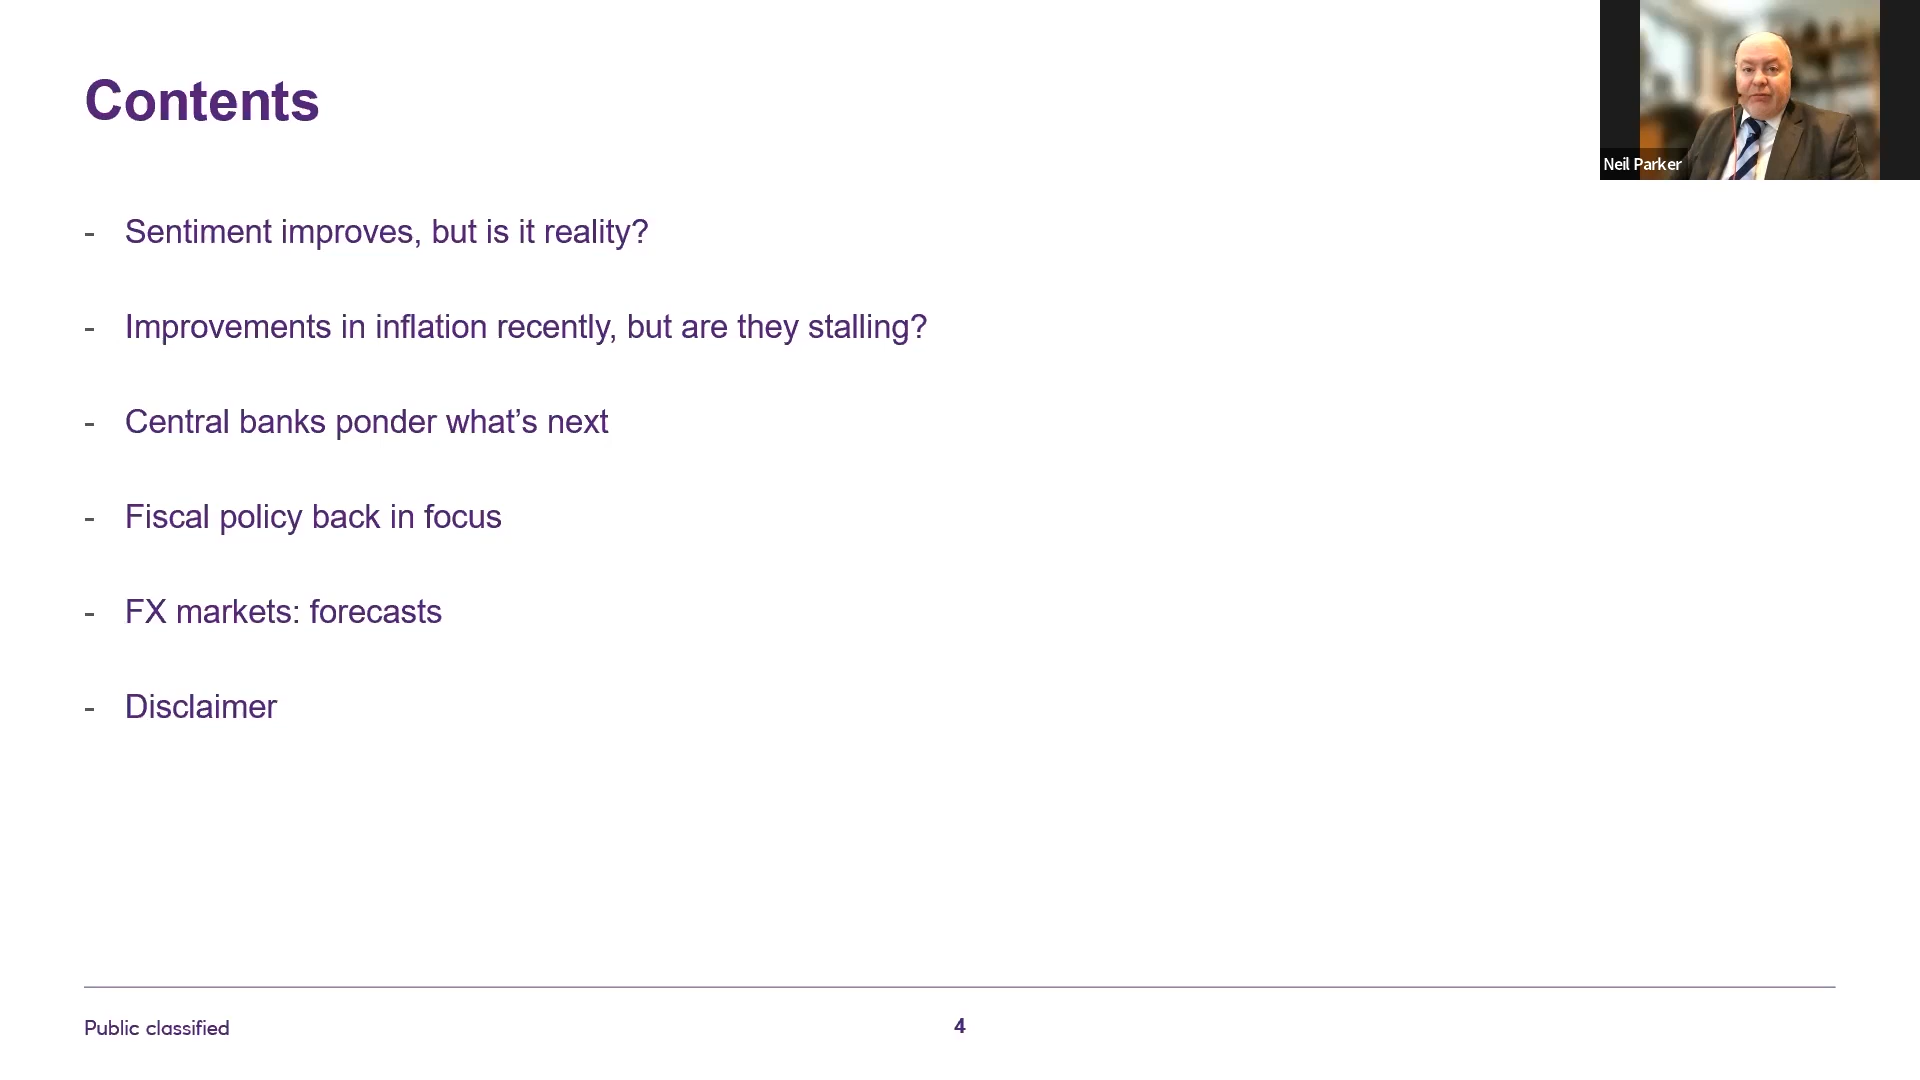 Contents
Neil Parker
- Sentiment improves, but is it reality?
- Improvements in inflation recently, but are they stalling?
- Central banks ponder what’s next
- Fiscal policy back in focus
- FX markets: forecasts
- Disclaimer
Public classified
4